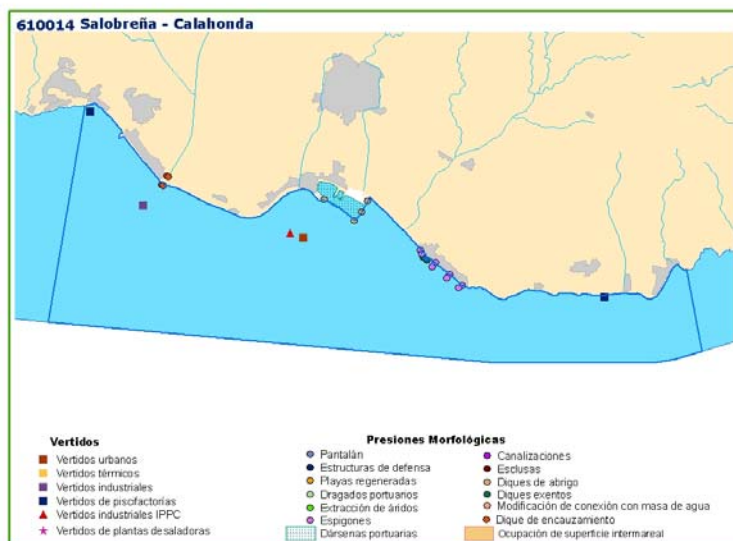 610014 Salobreña - Calahonda
Vertidos
Vertidos urbanos
Vertidos térmicos
Vertidos industriales
Vertidos de piscifactorias
Vertidos industriales IPPC
Vertidos de plantas desaladoras
Presiones Morfológicas
Pantalán
Estructuras de defensa
Playas regeneradas
Dragados portuarios
Extracción de áridos
Espigones
Dársenas portuarias
Canalizaciones
Esclusas
Diques de abrigo
Diques exentos
Modificación de conexión con masa de agua
Dique de encauzamiento
Ocupación de superficie intermareal